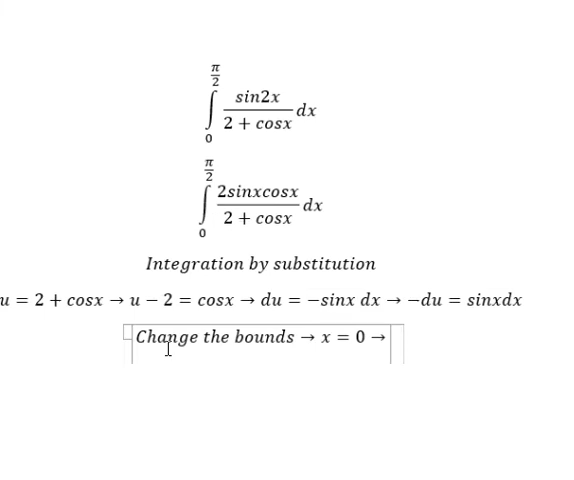 ∫₀^(π/2) sin2x / (2 + cosx) dx
∫₀^(π/2) 2sinxcosx / (2 + cosx) dx
Integration by substitution
u = 2 + cosx → u − 2 = cosx → du = −sinx dx → −du = sinxdx
Change the bounds → x = 0 →